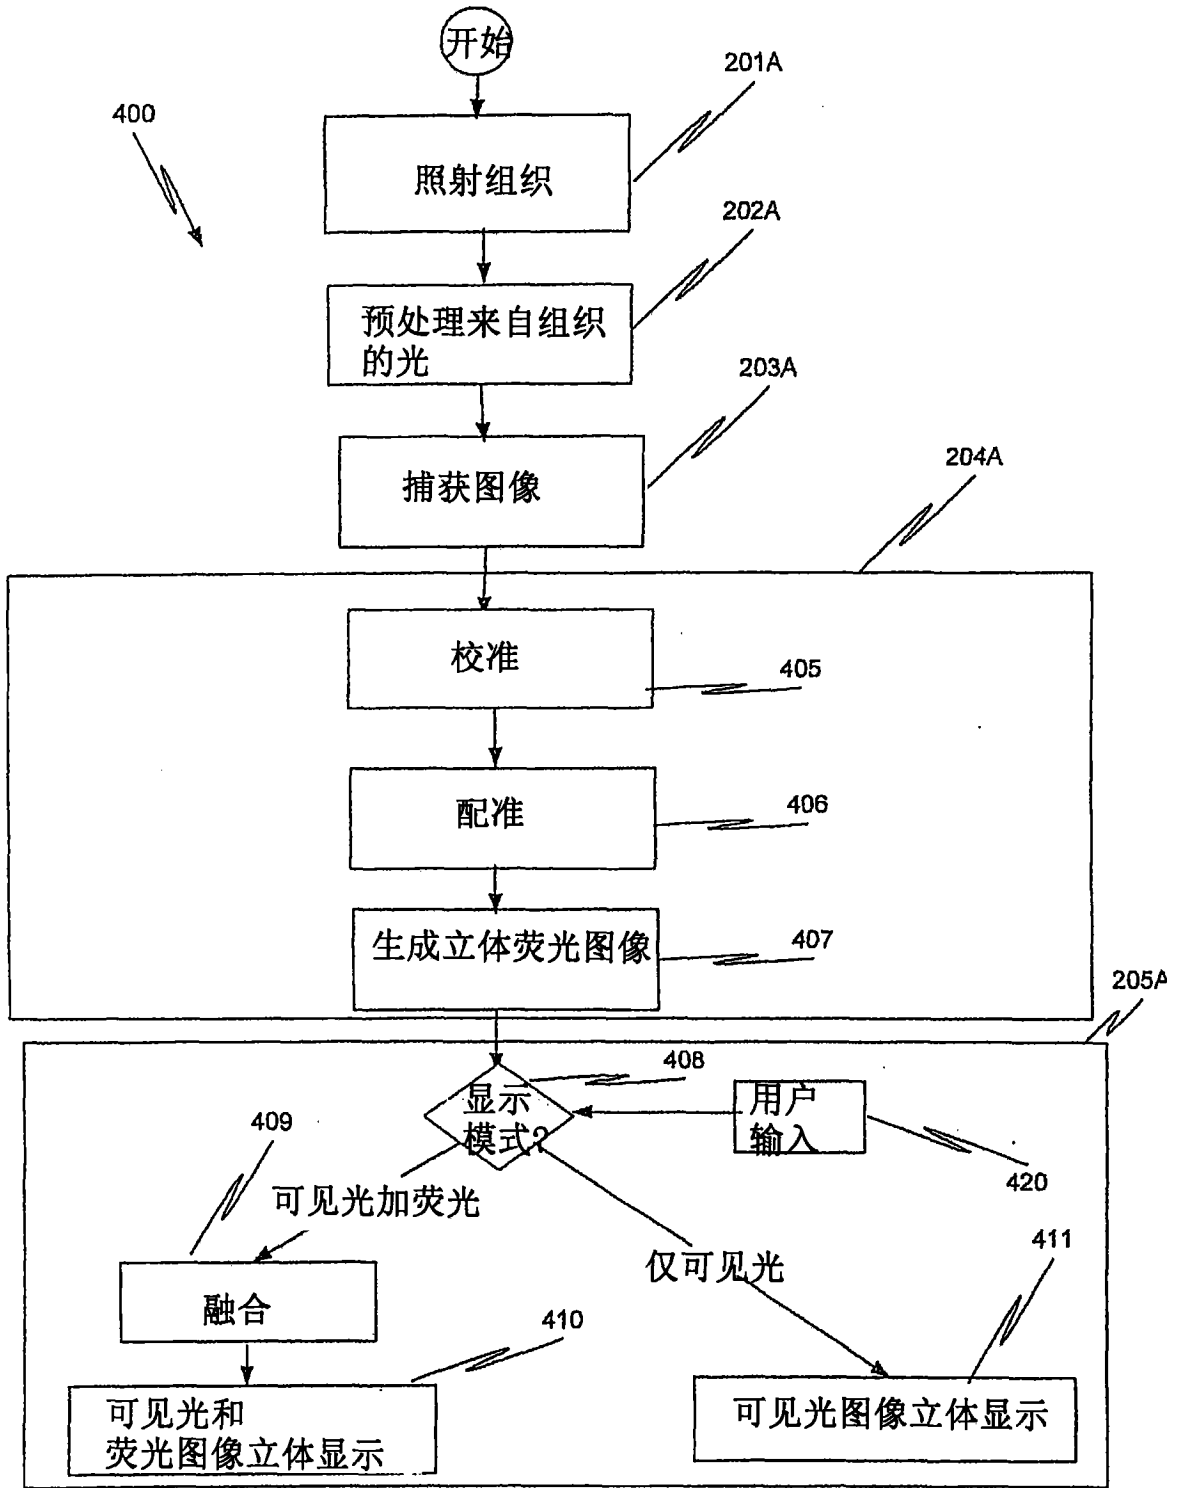 开始
201A
400
照射组织
202A
预处理来自组织
的光
203A
捕获图像
204A
校准
405
配准
406
生成立体荧光图像
407
205A
408
显示
模式?
用户
输入
409
420
可见光加荧光
仅可见光
411
融合
410
可见光和
荧光图像立体显示
可见光图像立体显示